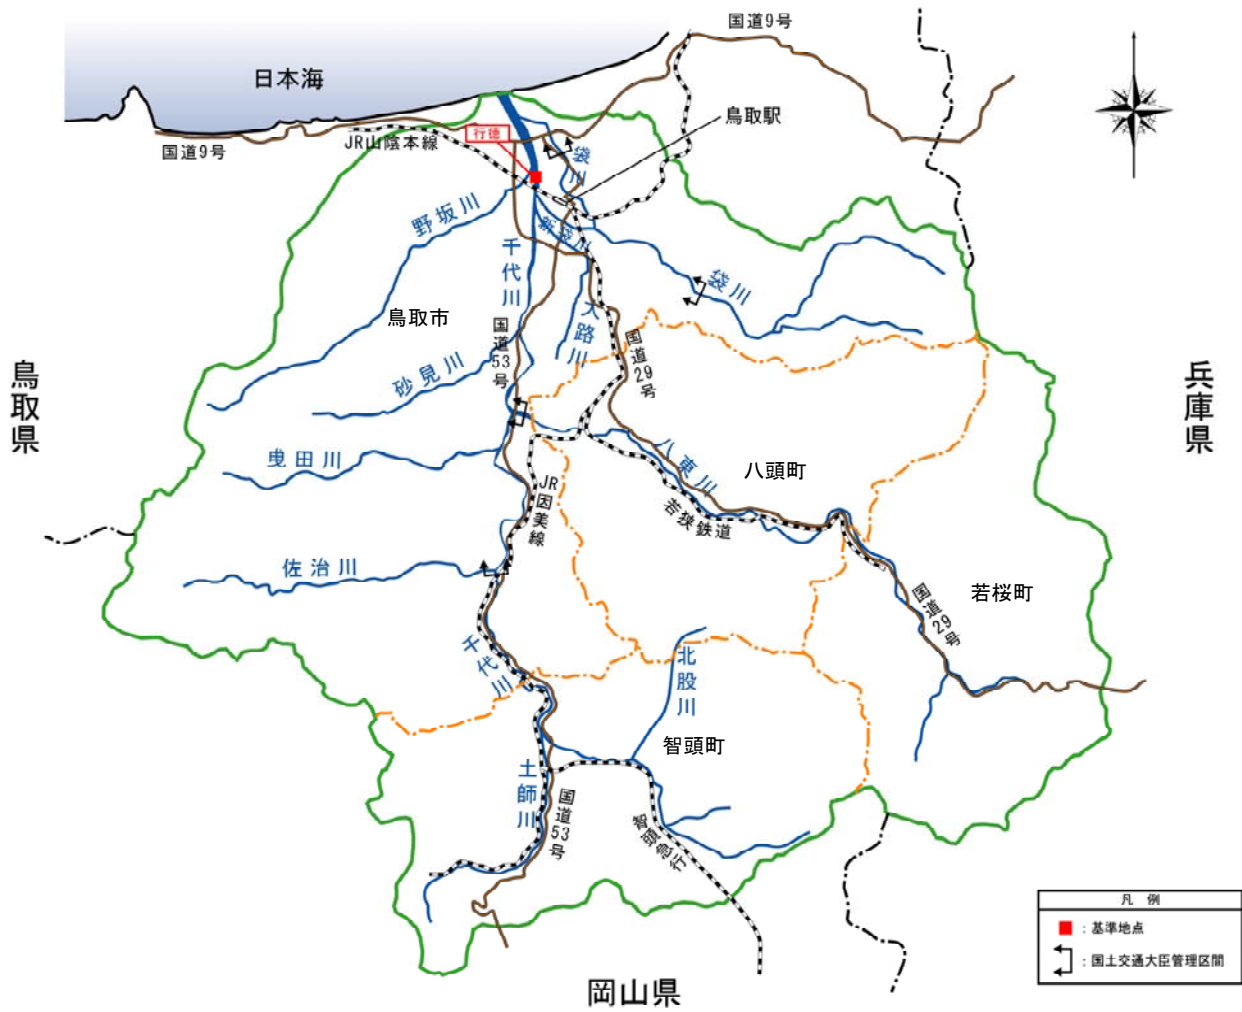 国道9号
日本海
鳥取駅
行徳
JR山陰本線
国道9号
袋川
野坂川
新袋川
千代川
袋川
鳥取市
大路川
国道53号
国道29号
砂見川
鳥取県
兵庫県
曳田川
八東川
八頭町
JR因美線
若狭鉄道
佐治川
若桜町
国道29号
千代川
北股川
智頭町
土師川
国道53号
智頭急行
岡山県
凡例
:基準地点
:国土交通大臣管理区間